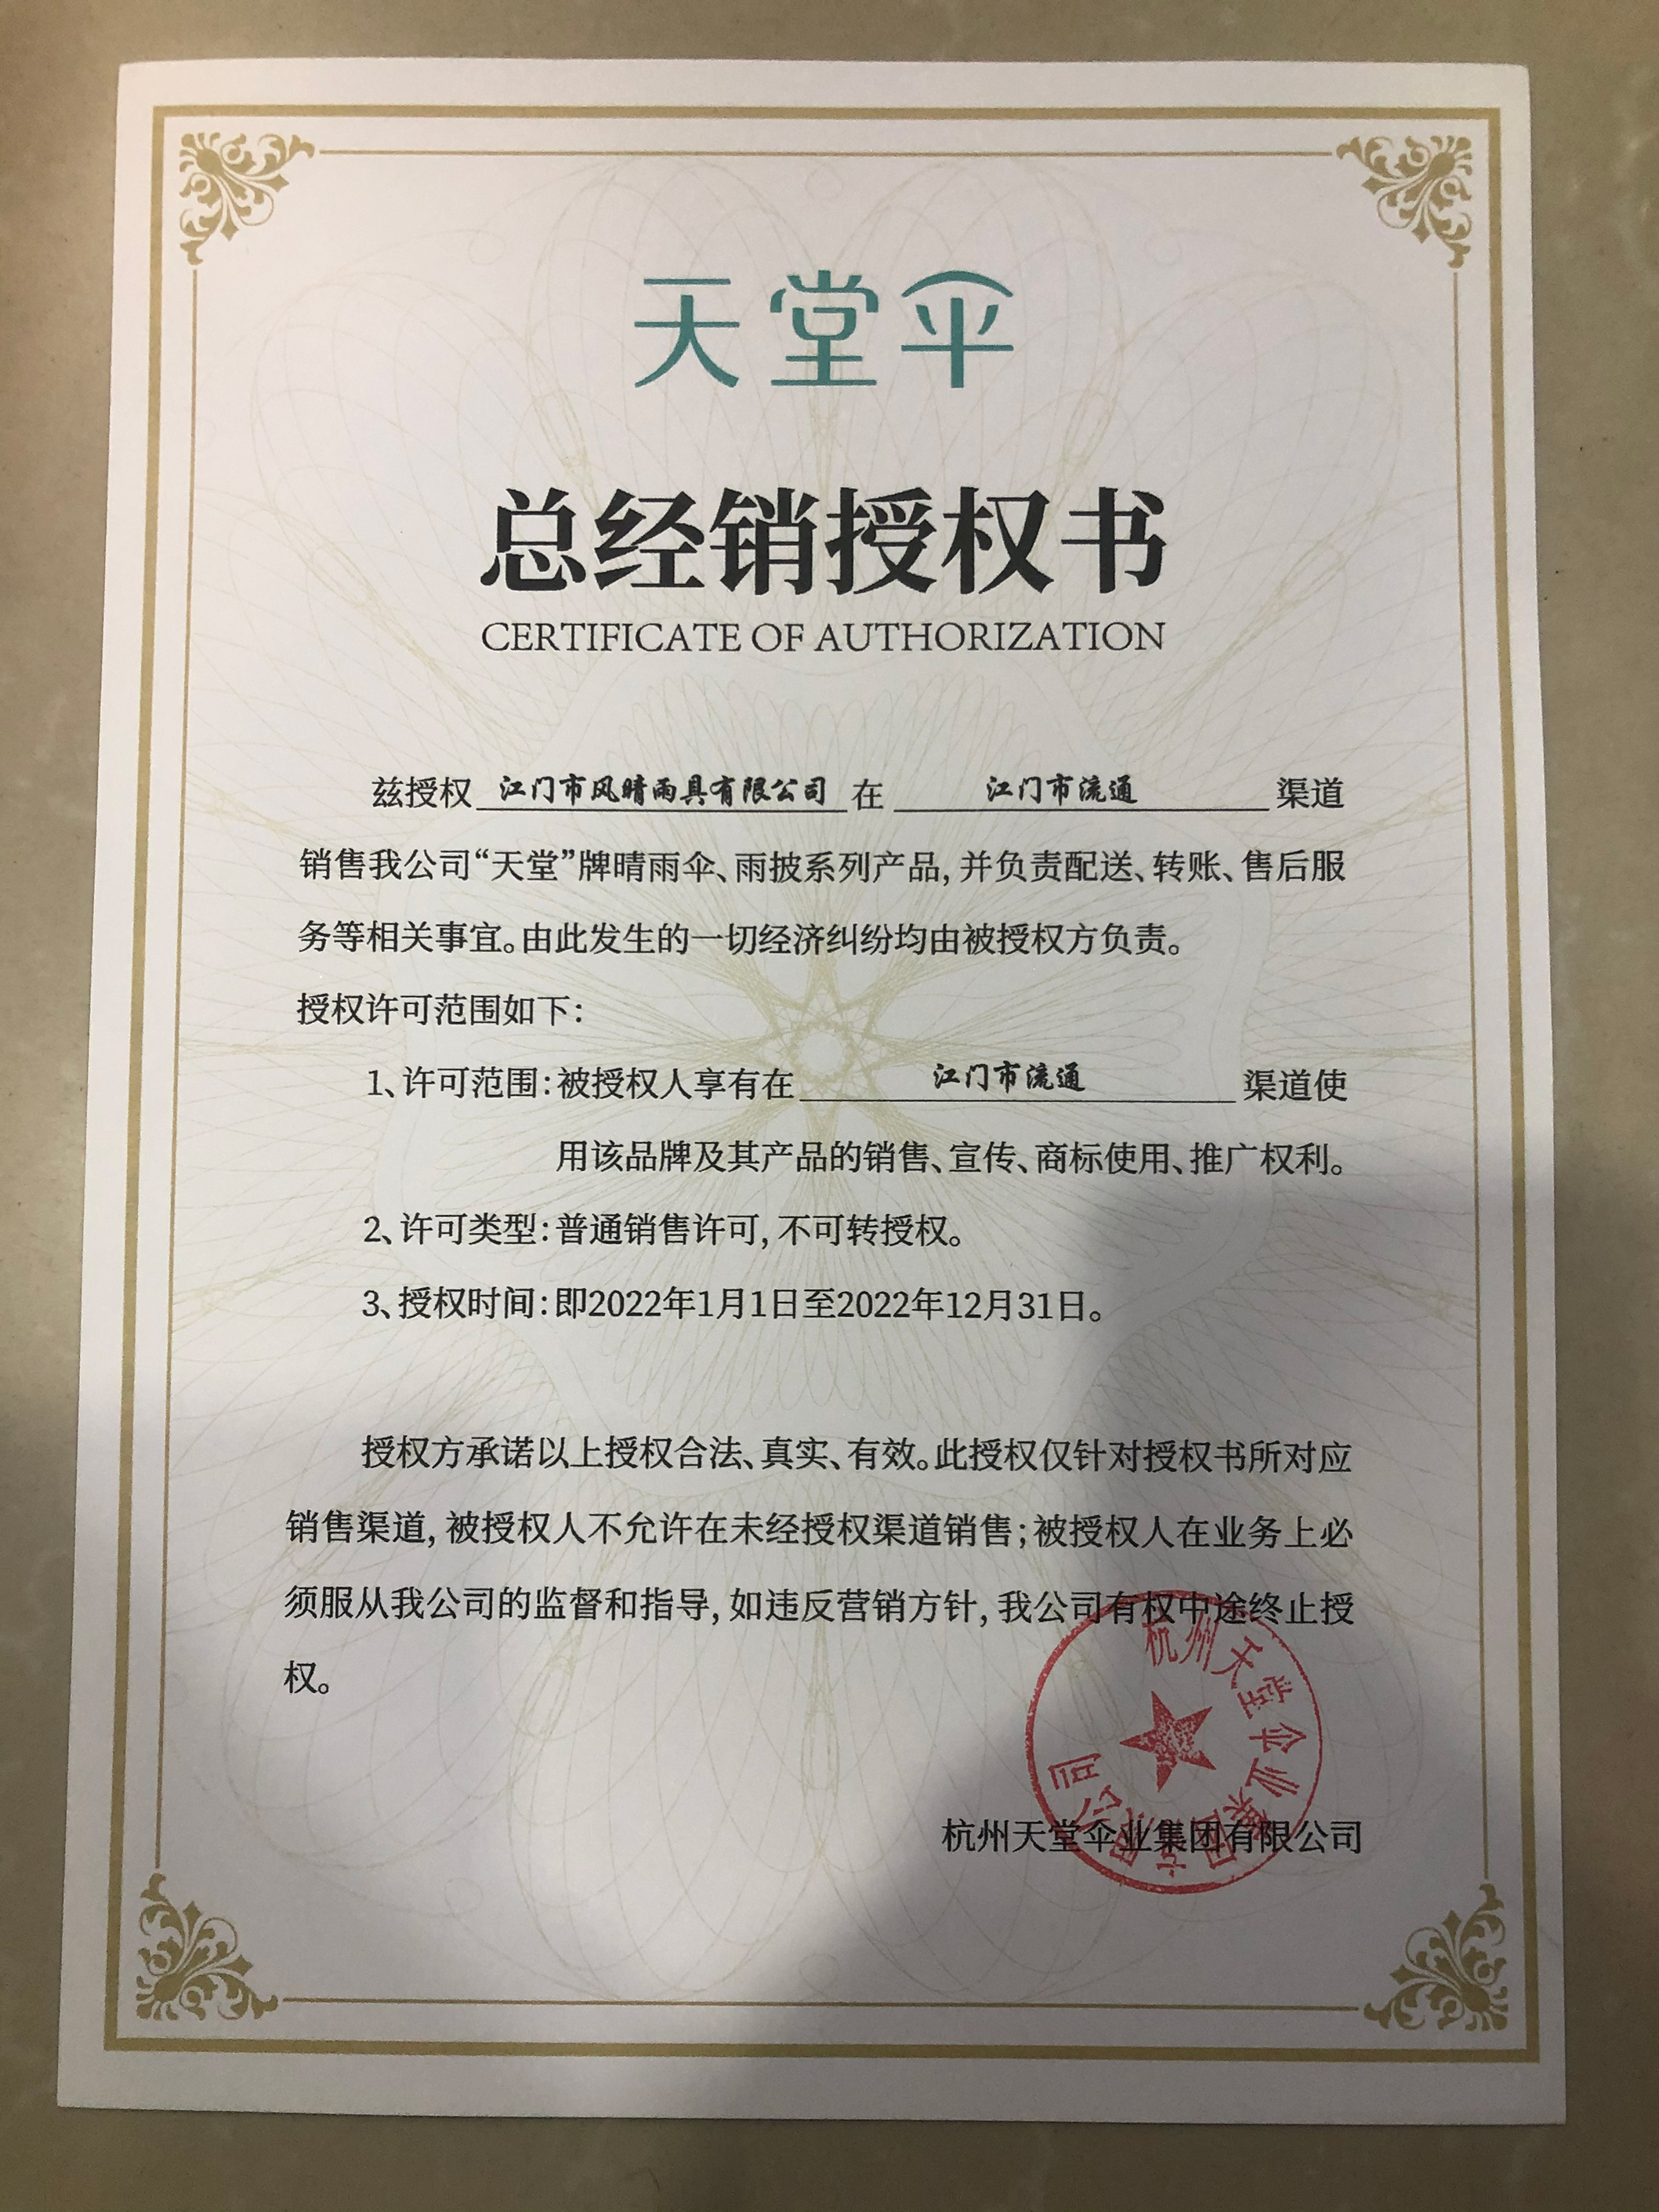 天堂伞
总经销授权书
CERTIFICATE OF AUTHORIZATION
兹授权 江门市风晴雨具有限公司 在 江门市流通 渠道
销售我公司“天堂”牌晴雨伞、雨披系列产品,并负责配送、转账、售后服
务等相关事宜。由此发生的一切经济纠纷均由被授权方负责。
授权许可范围如下:
1、许可范围:被授权人享有在 江门市流通 渠道使
用该品牌及其产品的销售、宣传、商标使用、推广权利。
2、许可类型:普通销售许可,不可转授权。
3、授权时间:即2022年1月1日至2022年12月31日。
授权方承诺以上授权合法、真实、有效。此授权仅针对授权书所对应
销售渠道,被授权人不允许在未经授权渠道销售;被授权人在业务上必
须服从我公司的监督和指导,如违反营销方针,我公司有权中途终止授
权。
杭州天堂伞业集团有限公司
杭州天堂伞业集团有限公司